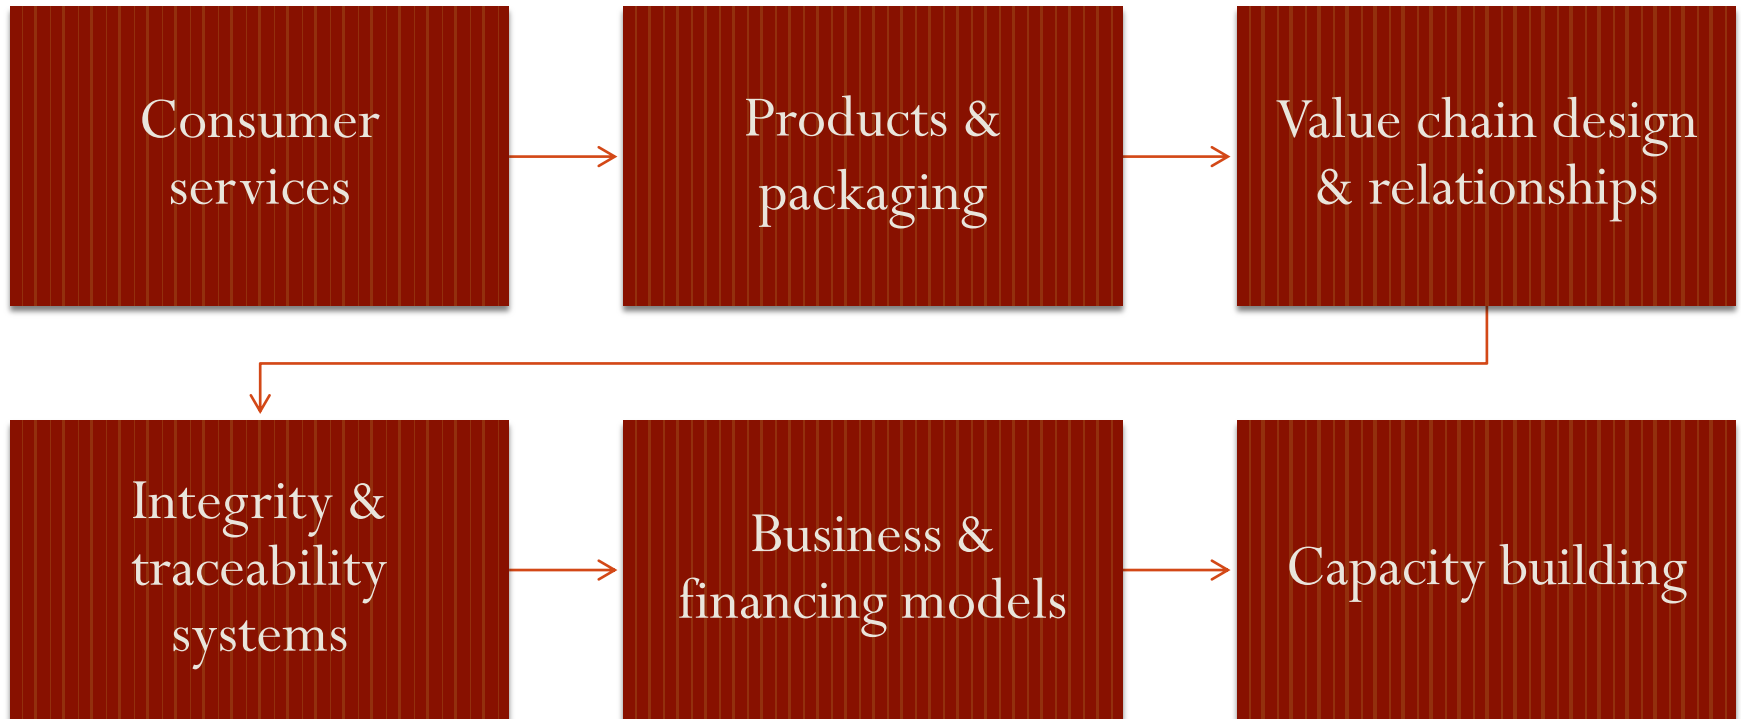 Consumer
services
Products &
packaging
Value chain design
& relationships
Integrity &
traceability
systems
Business &
financing models
Capacity building